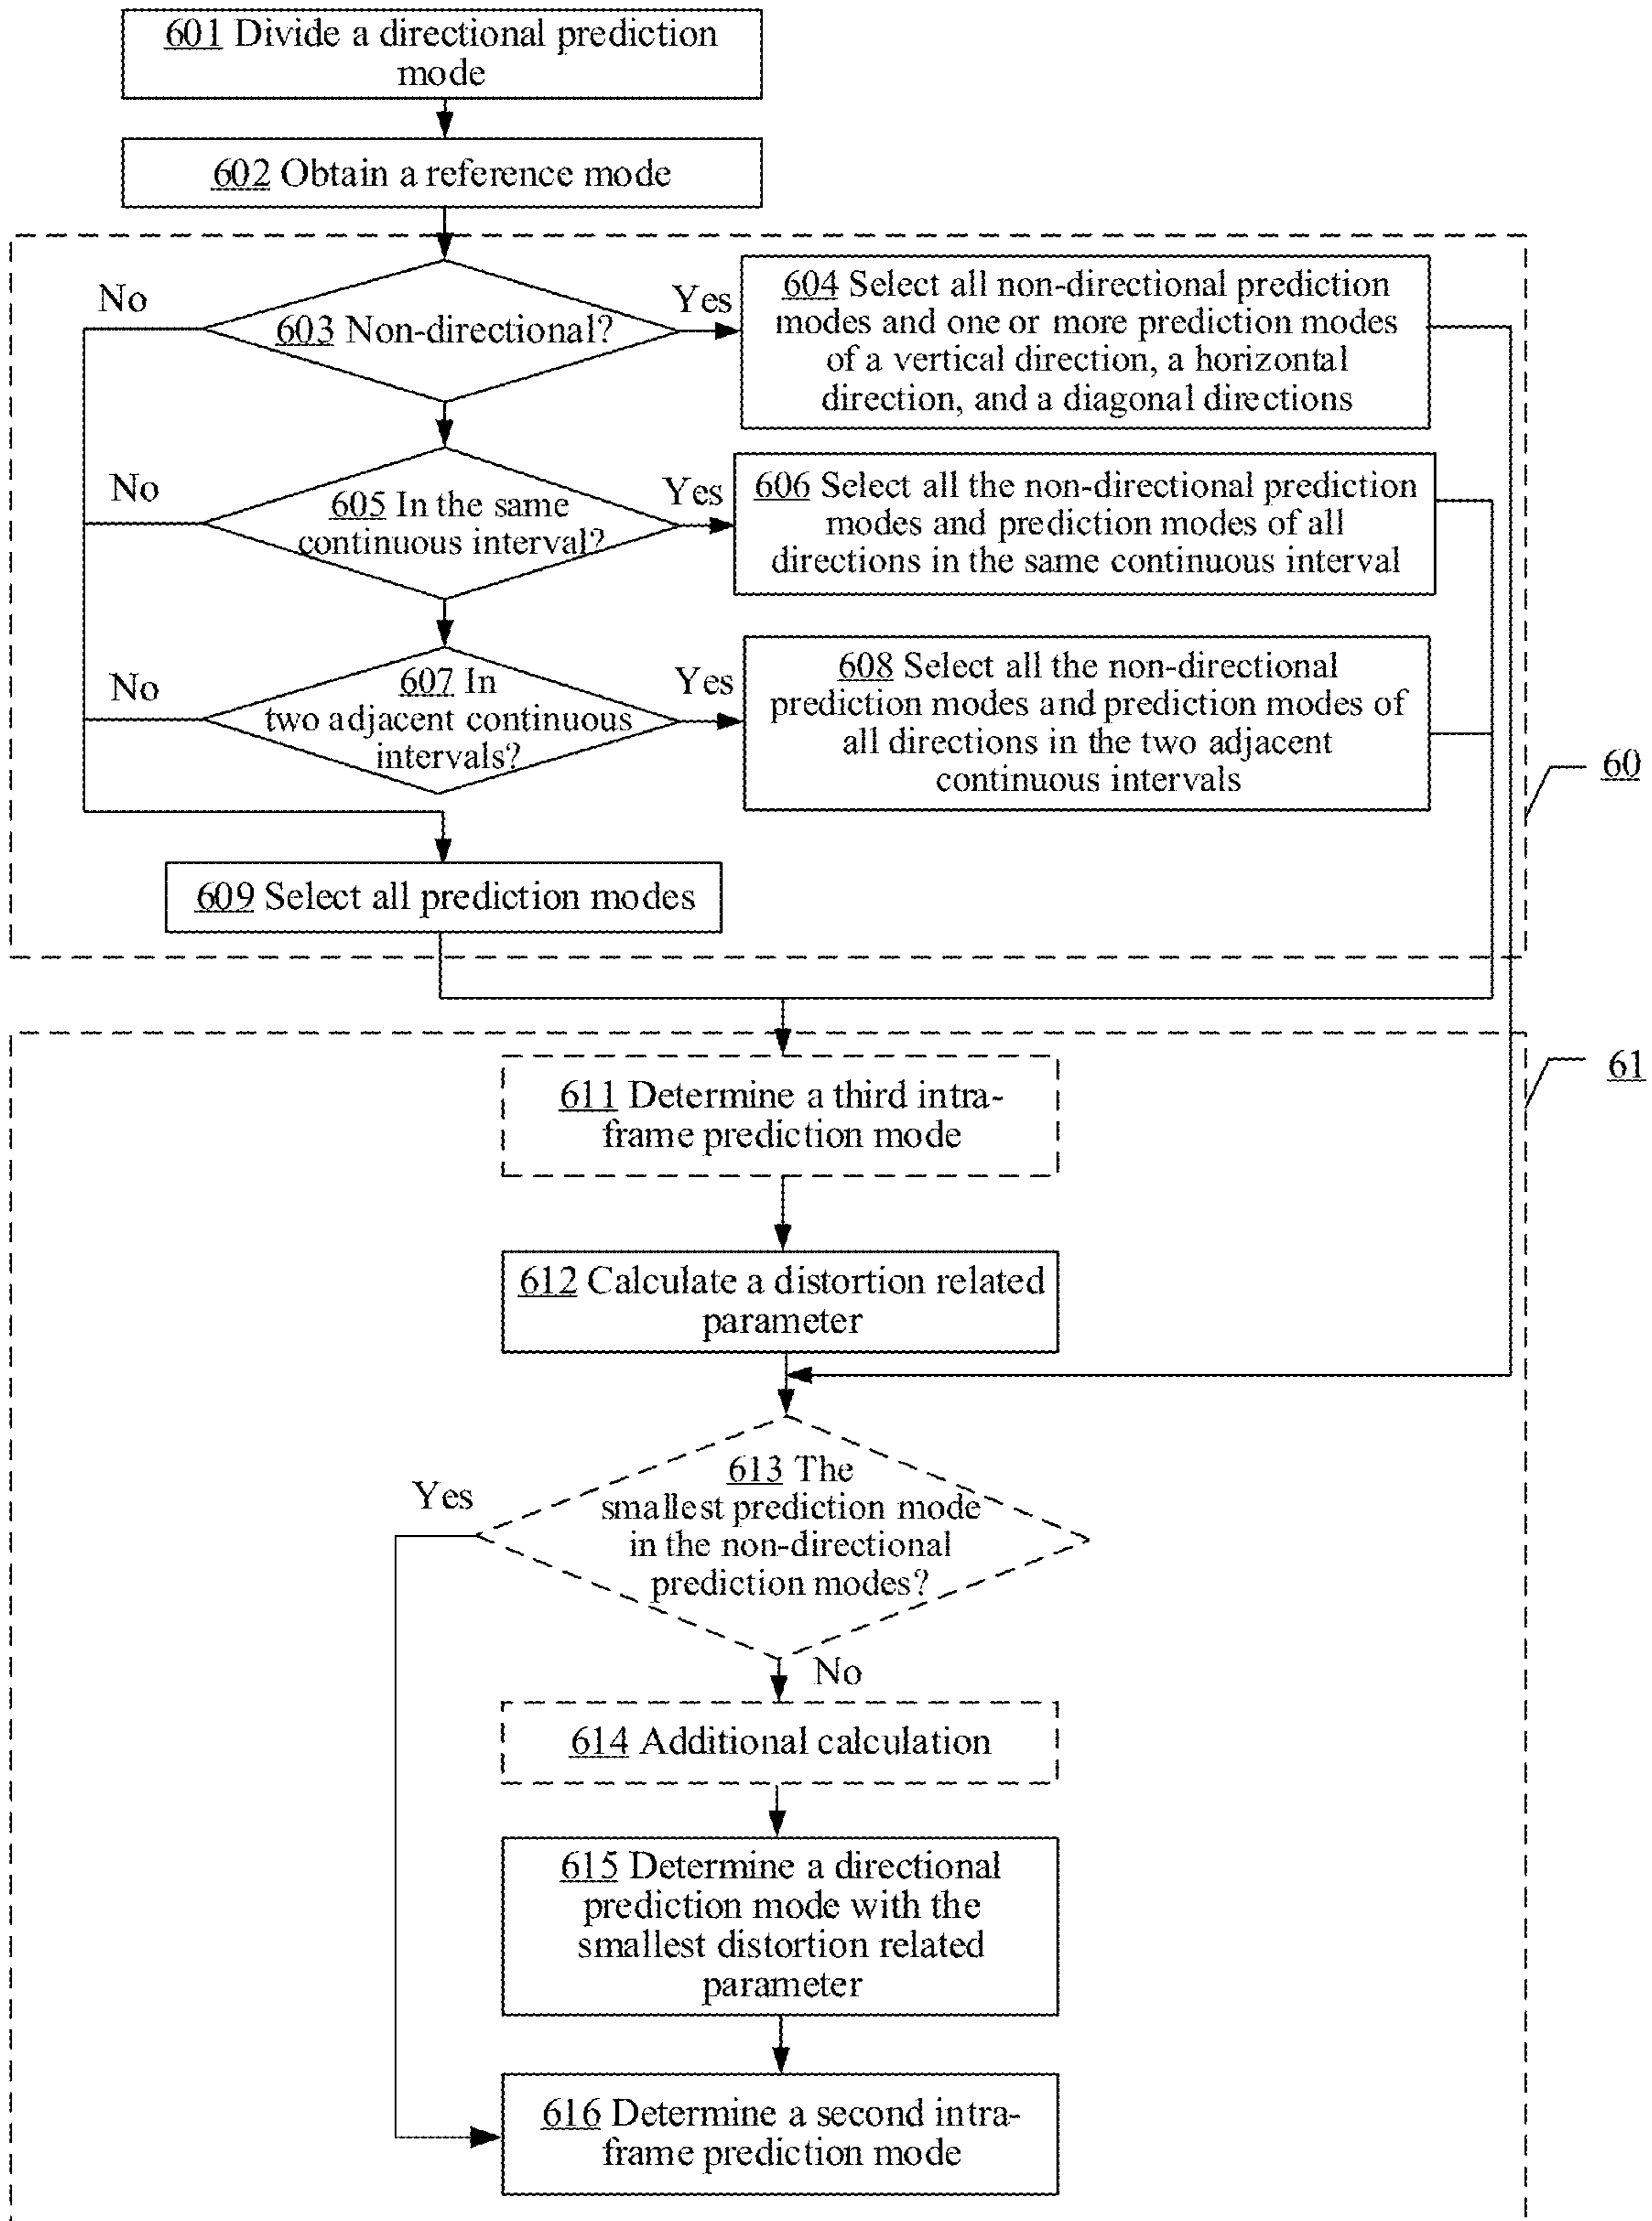 601 Divide a directional prediction
mode
602 Obtain a reference mode
No
603 Non-directional?
Yes
604 Select all non-directional prediction
modes and one or more prediction modes
of a vertical direction, a horizontal
direction, and a diagonal directions
No
605 In the same
continuous interval?
Yes
606 Select all the non-directional prediction
modes and prediction modes of all
directions in the same continuous interval
No
607 In
two adjacent continuous
intervals?
Yes
608 Select all the non-directional
prediction modes and prediction modes of
all directions in the two adjacent
continuous intervals
60
609 Select all prediction modes
61
611 Determine a third intra-
frame prediction mode
612 Calculate a distortion related
parameter
613 The
smallest prediction mode
in the non-directional
prediction modes?
Yes
No
614 Additional calculation
615 Determine a directional
prediction mode with the
smallest distortion related
parameter
616 Determine a second intra-
frame prediction mode